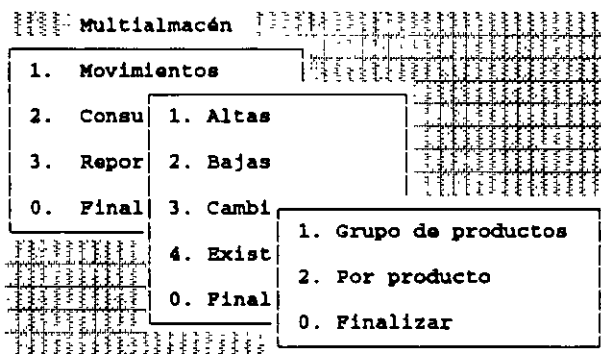 Multialmacén
1. Movimientos
2. Consu
3. Repor
0. Final
1. Altas
2. Bajas
3. Cambi
4. Exist
0. Final
1. Grupo de productos
2. Por producto
0. Finalizar